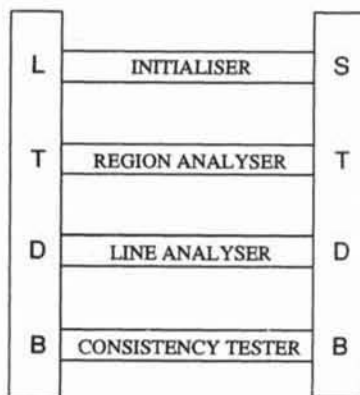 L INITIALISER S
T REGION ANALYSER T
D LINE ANALYSER D
B CONSISTENCY TESTER B